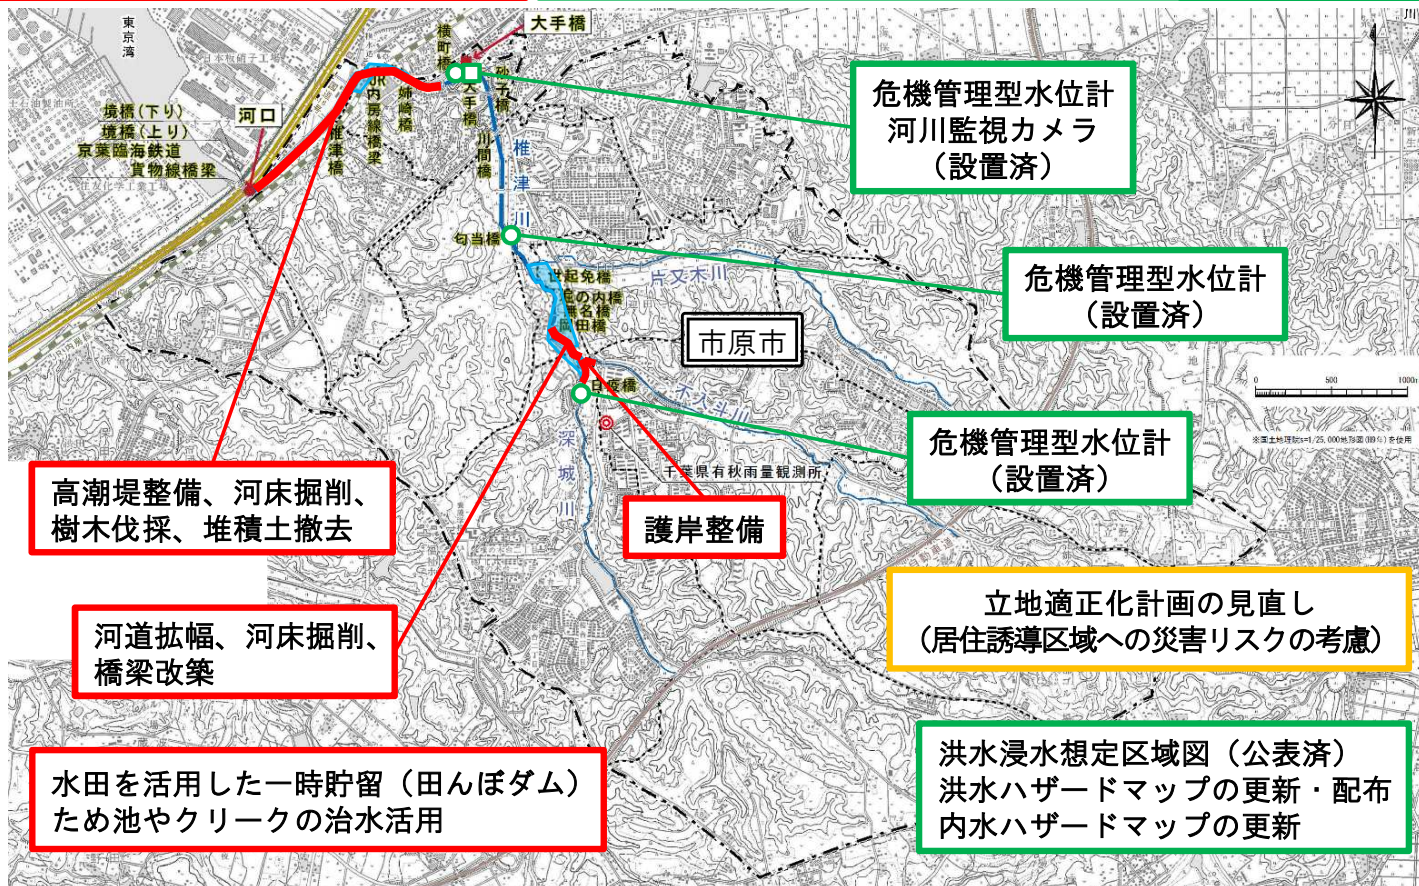 東京湾
大手橋
横町橋
砂子橋
大手橋
川間橋
姉崎橋
JR内房線橋梁
椎津橋
河口
境橋(下り)
境橋(上り)
京葉臨海鉄道
貨物線橋梁
椎津川
匂当橋
世起免橋
無名橋
岡田橋
片又木川
市原市
不入斗川
深城川
千葉県有秋雨量観測所
危機管理型水位計
河川監視カメラ
(設置済)
危機管理型水位計
(設置済)
危機管理型水位計
(設置済)
0 500 1000m
高潮堤整備、河床掘削、
樹木伐採、堆積土撤去
護岸整備
河道拡幅、河床掘削、
橋梁改築
立地適正化計画の見直し
(居住誘導区域への災害リスクの考慮)
水田を活用した一時貯留(田んぼダム)
ため池やクリークの治水活用
洪水浸水想定区域図(公表済)
洪水ハザードマップの更新・配布
内水ハザードマップの更新